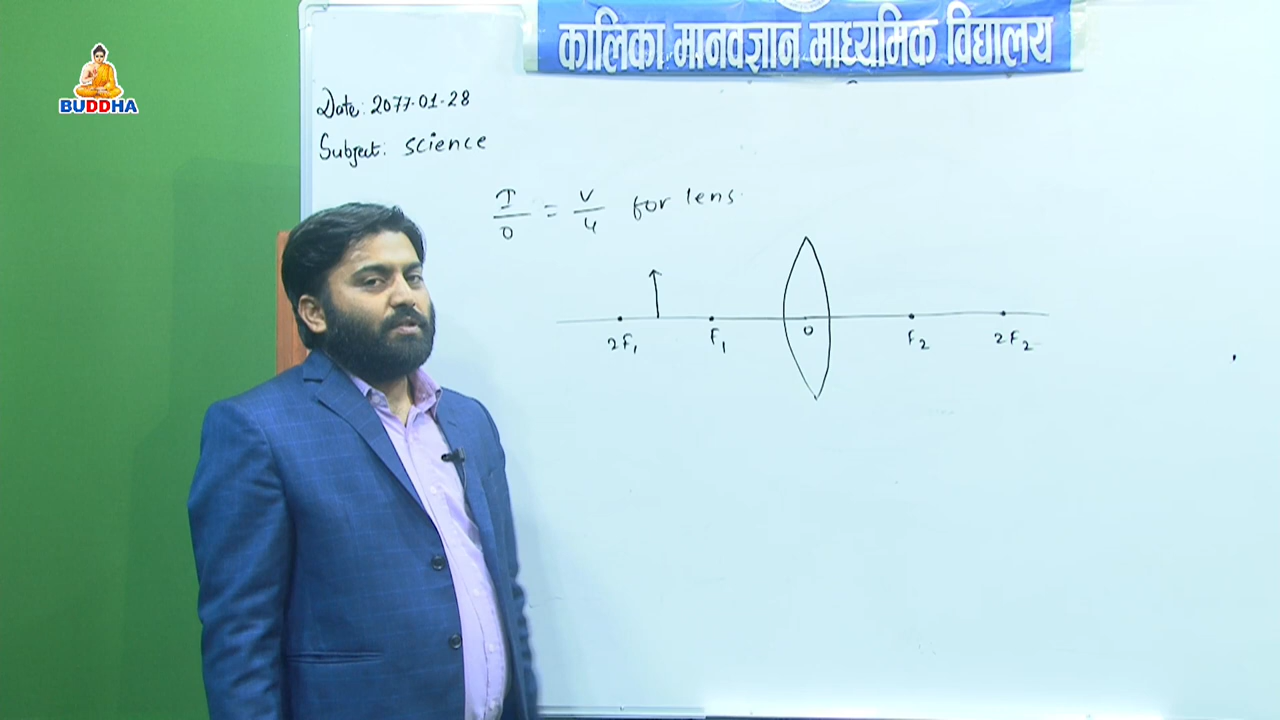 BUDDHA
कालिका मानवज्ञान माध्यमिक विद्यालय
Date: 2077-01-28
Subject: science
I/O = v/u for lens.
2F₁ F₁ O F₂ 2F₂